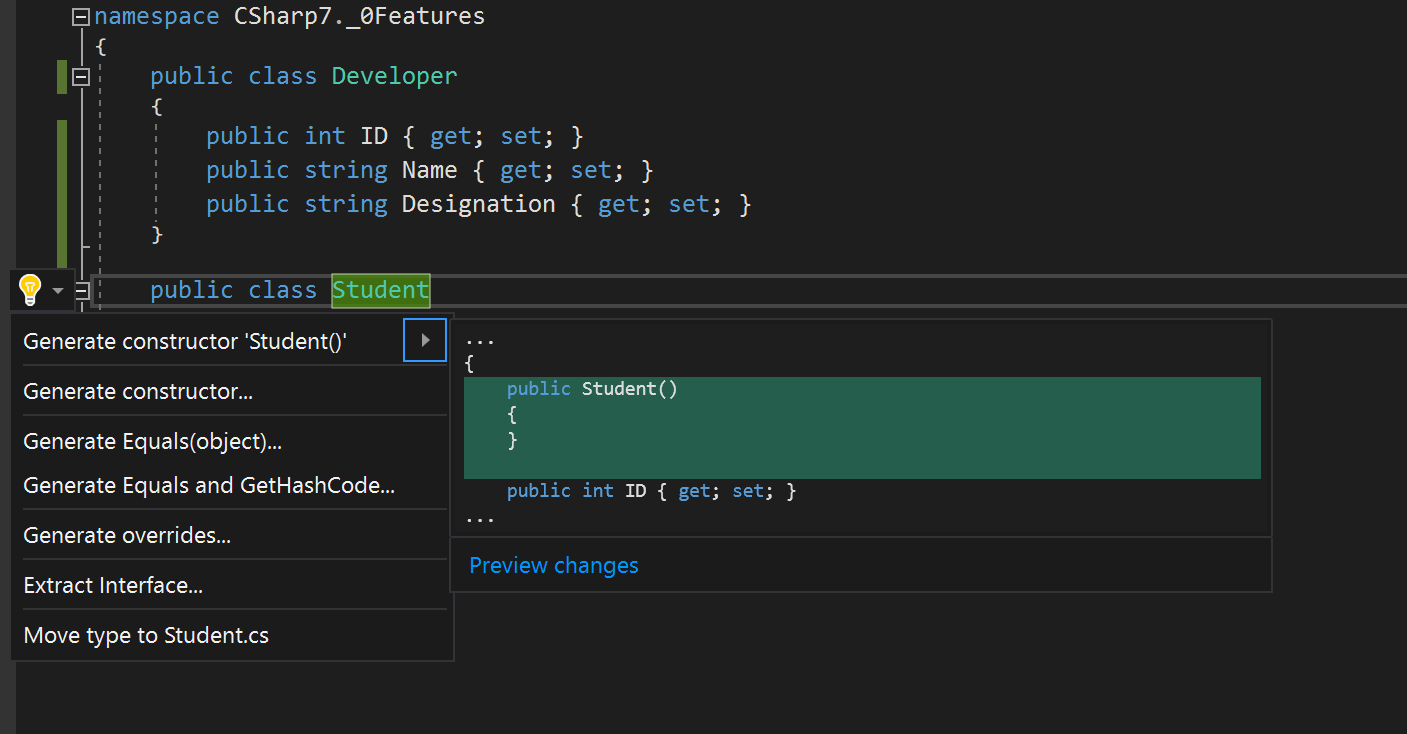 namespace CSharp7._0Features
{
public class Developer
{
public int ID { get; set; }
public string Name { get; set; }
public string Designation { get; set; }
}
public class Student
Generate constructor 'Student()'
Generate constructor...
Generate Equals(object)...
Generate Equals and GetHashCode...
Generate overrides...
Extract Interface...
Move type to Student.cs
...
{
public Student()
{
}
public int ID { get; set; }
...
Preview changes